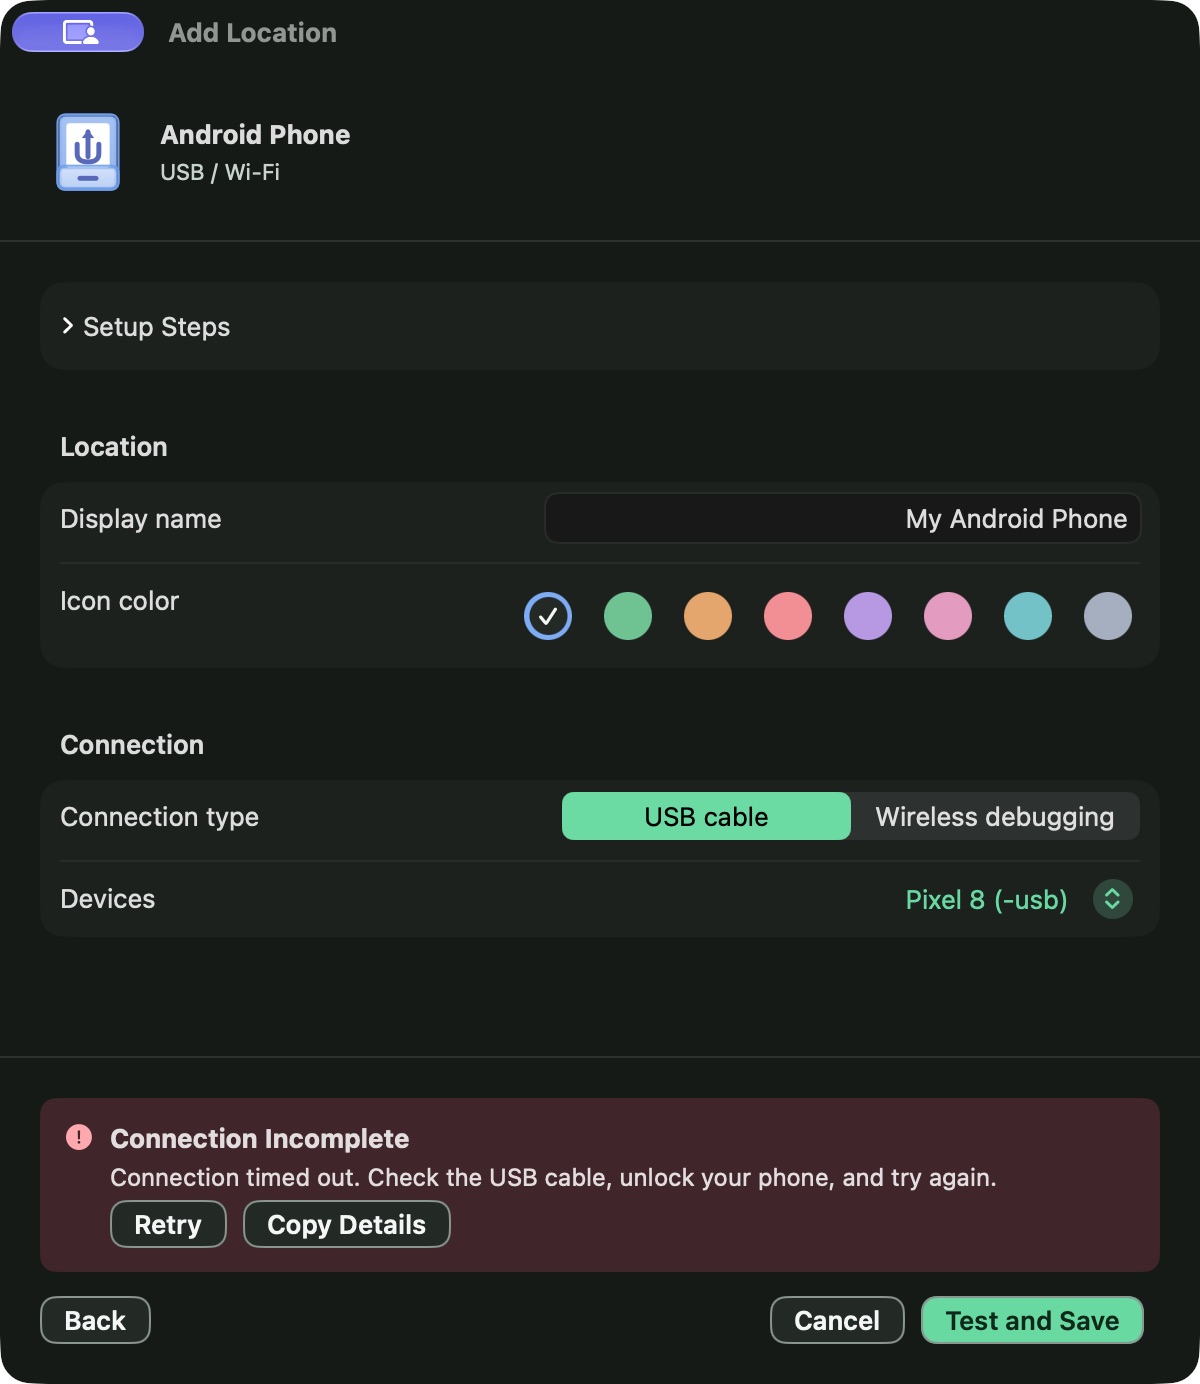 Add Location
Android Phone
USB / Wi-Fi
Setup Steps
Location
Display name
My Android Phone
Icon color
Connection
Connection type
USB cable
Wireless debugging
Devices
Pixel 8 (-usb)
Connection Incomplete
Connection timed out. Check the USB cable, unlock your phone, and try again.
Retry
Copy Details
Back
Cancel
Test and Save